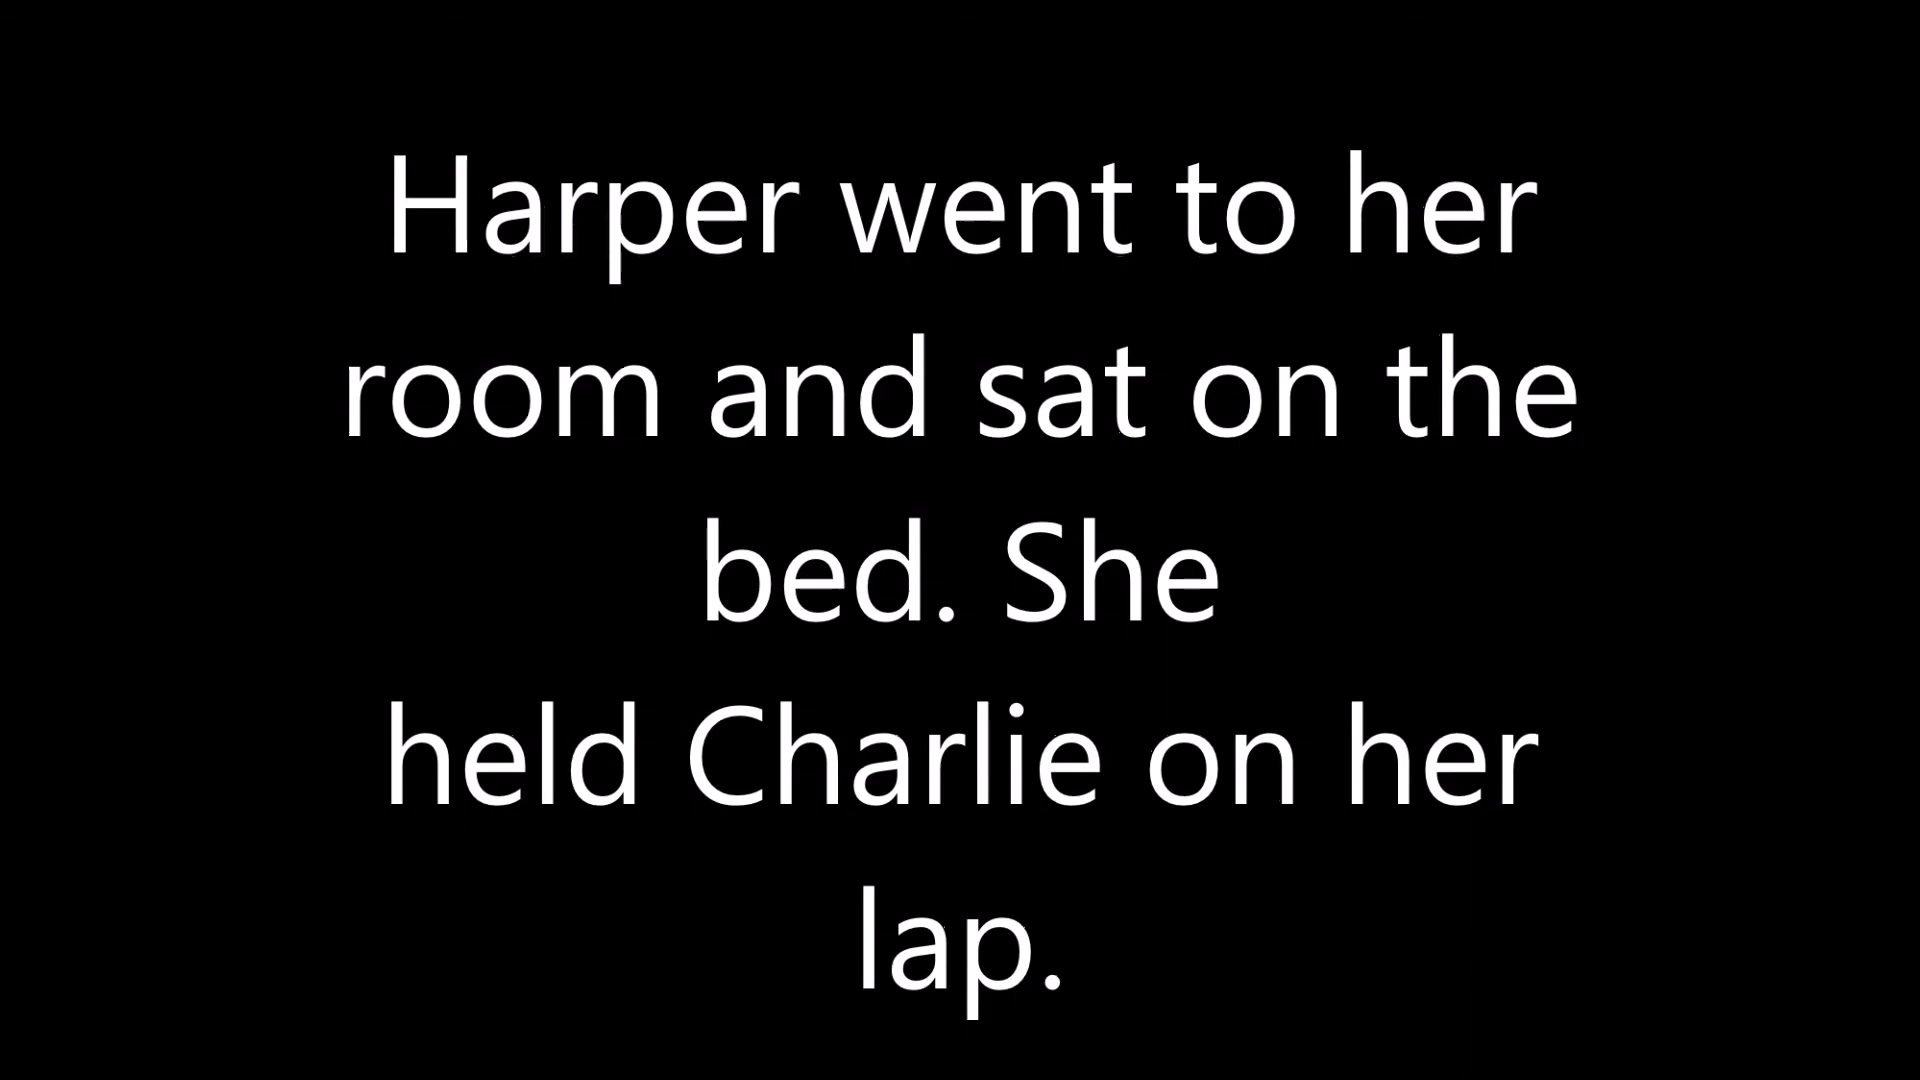 Harper went to her
room and sat on the
bed. She
held Charlie on her
lap.